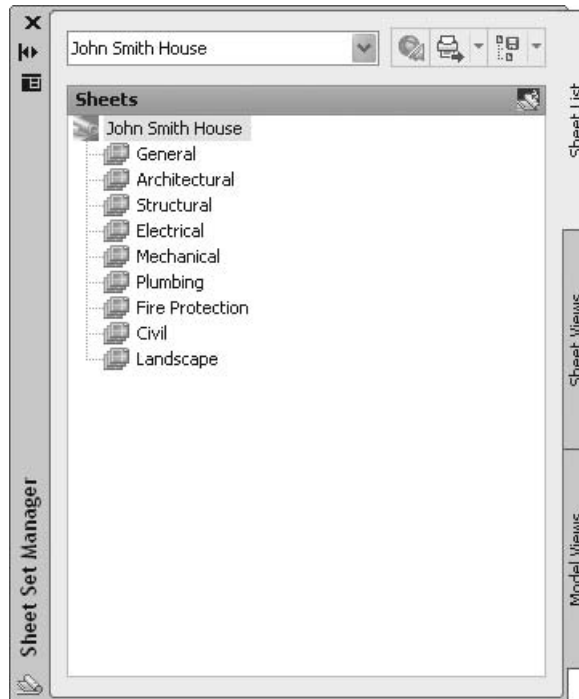 John Smith House
Sheets
John Smith House
General
Architectural
Structural
Electrical
Mechanical
Plumbing
Fire Protection
Civil
Landscape
Sheet List
Sheet Views
Model Views
Sheet Set Manager